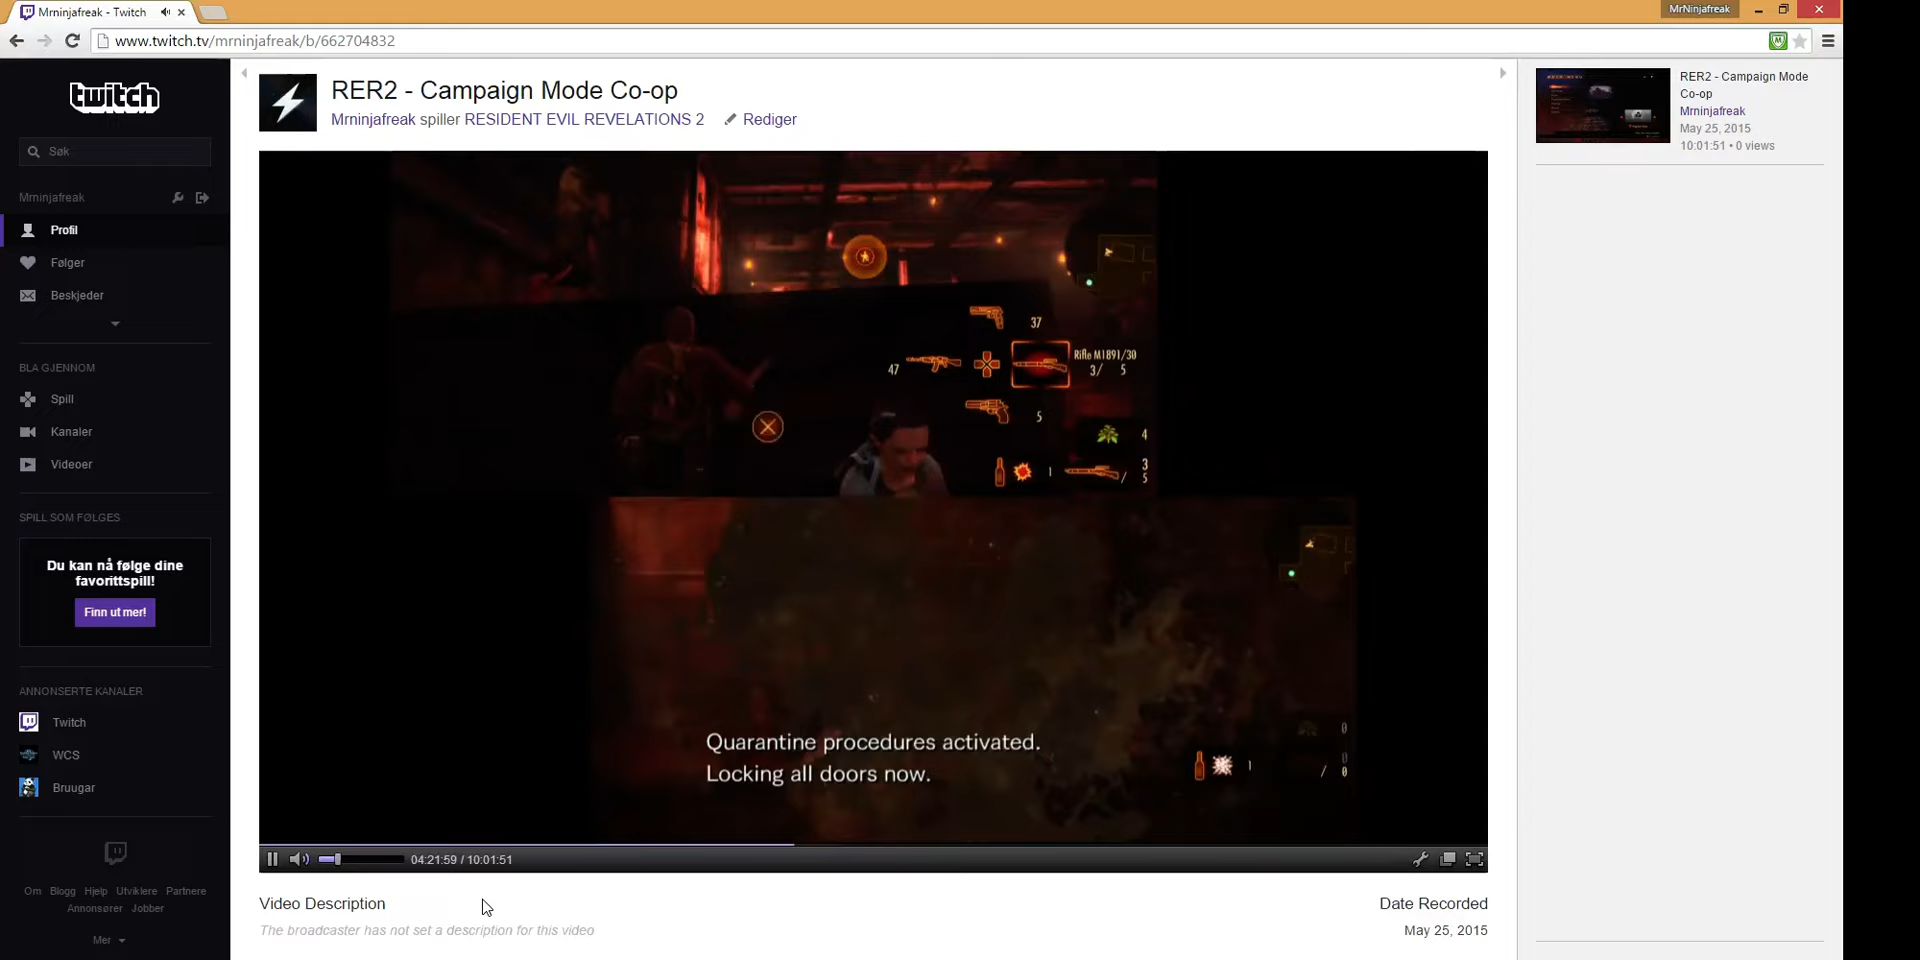 Mrninjafreak - Twitch
MrNinjafreak
www.twitch.tv/mrninjafreak/b/662704832
twitch
Søk
Mrninjafreak
Profil
Følger
Beskjeder
BLA GJENNOM
Spill
Kanaler
Videoer
SPILL SOM FØLGES
Du kan nå følge dine
favorittspill!
Finn ut mer!
ANNONSERTE KANALER
Twitch
WCS
Bruugar
Om Blogg Hjelp Utviklere Partnere
Annonsører Jobber
Mer
RER2 - Campaign Mode Co-op
Mrninjafreak spiller RESIDENT EVIL REVELATIONS 2 Rediger
37
47
Rifle M1891/30
3/ 5
5
4
1 / 3
5
Quarantine procedures activated.
Locking all doors now.
0
1 / 0
0
04:21:59 / 10:01:51
Video Description
The broadcaster has not set a description for this video
Date Recorded
May 25, 2015
RER2 - Campaign Mode
Co-op
Mrninjafreak
May 25, 2015
10:01:51 • 0 views